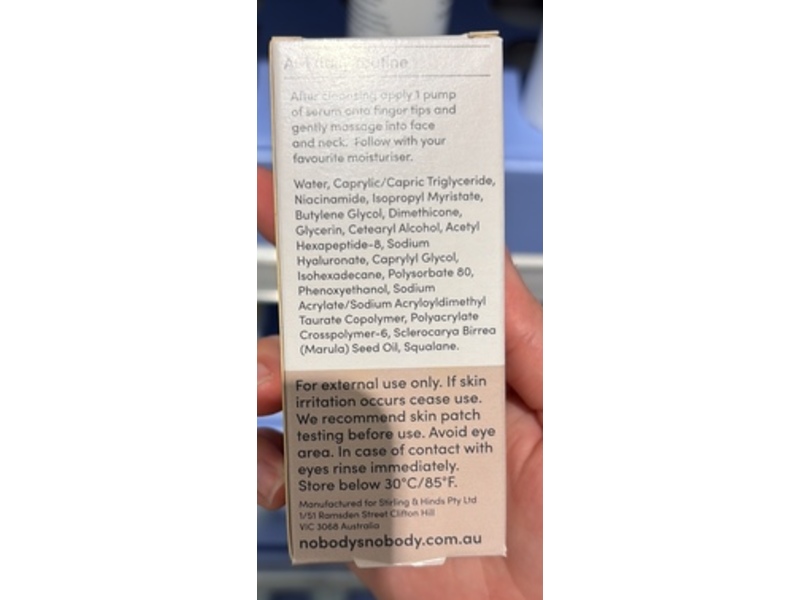 routine
After cleansing apply 1 pump
of serum onto finger tips and
gently massage into face
and neck. Follow with your
favourite moisturiser.
Water, Caprylic/Capric Triglyceride,
Niacinamide, Isopropyl Myristate,
Butylene Glycol, Dimethicone,
Glycerin, Cetearyl Alcohol, Acetyl
Hexapeptide-8, Sodium
Hyaluronate, Caprylyl Glycol,
Isohexadecane, Polysorbate 80,
Phenoxyethanol, Sodium
Acrylate/Sodium Acryloyldimethyl
Taurate Copolymer, Polyacrylate
Crosspolymer-6, Sclerocarya Birrea
(Marula) Seed Oil, Squalane.
For external use only. If skin
irritation occurs cease use.
We recommend skin patch
testing before use. Avoid eye
area. In case of contact with
eyes rinse immediately.
Store below 30°C/85°F.
Manufactured for Stirling & Hinds Pty Ltd
1/51 Ramsden Street Clifton Hill
VIC 3068 Australia
nobodysnobody.com.au